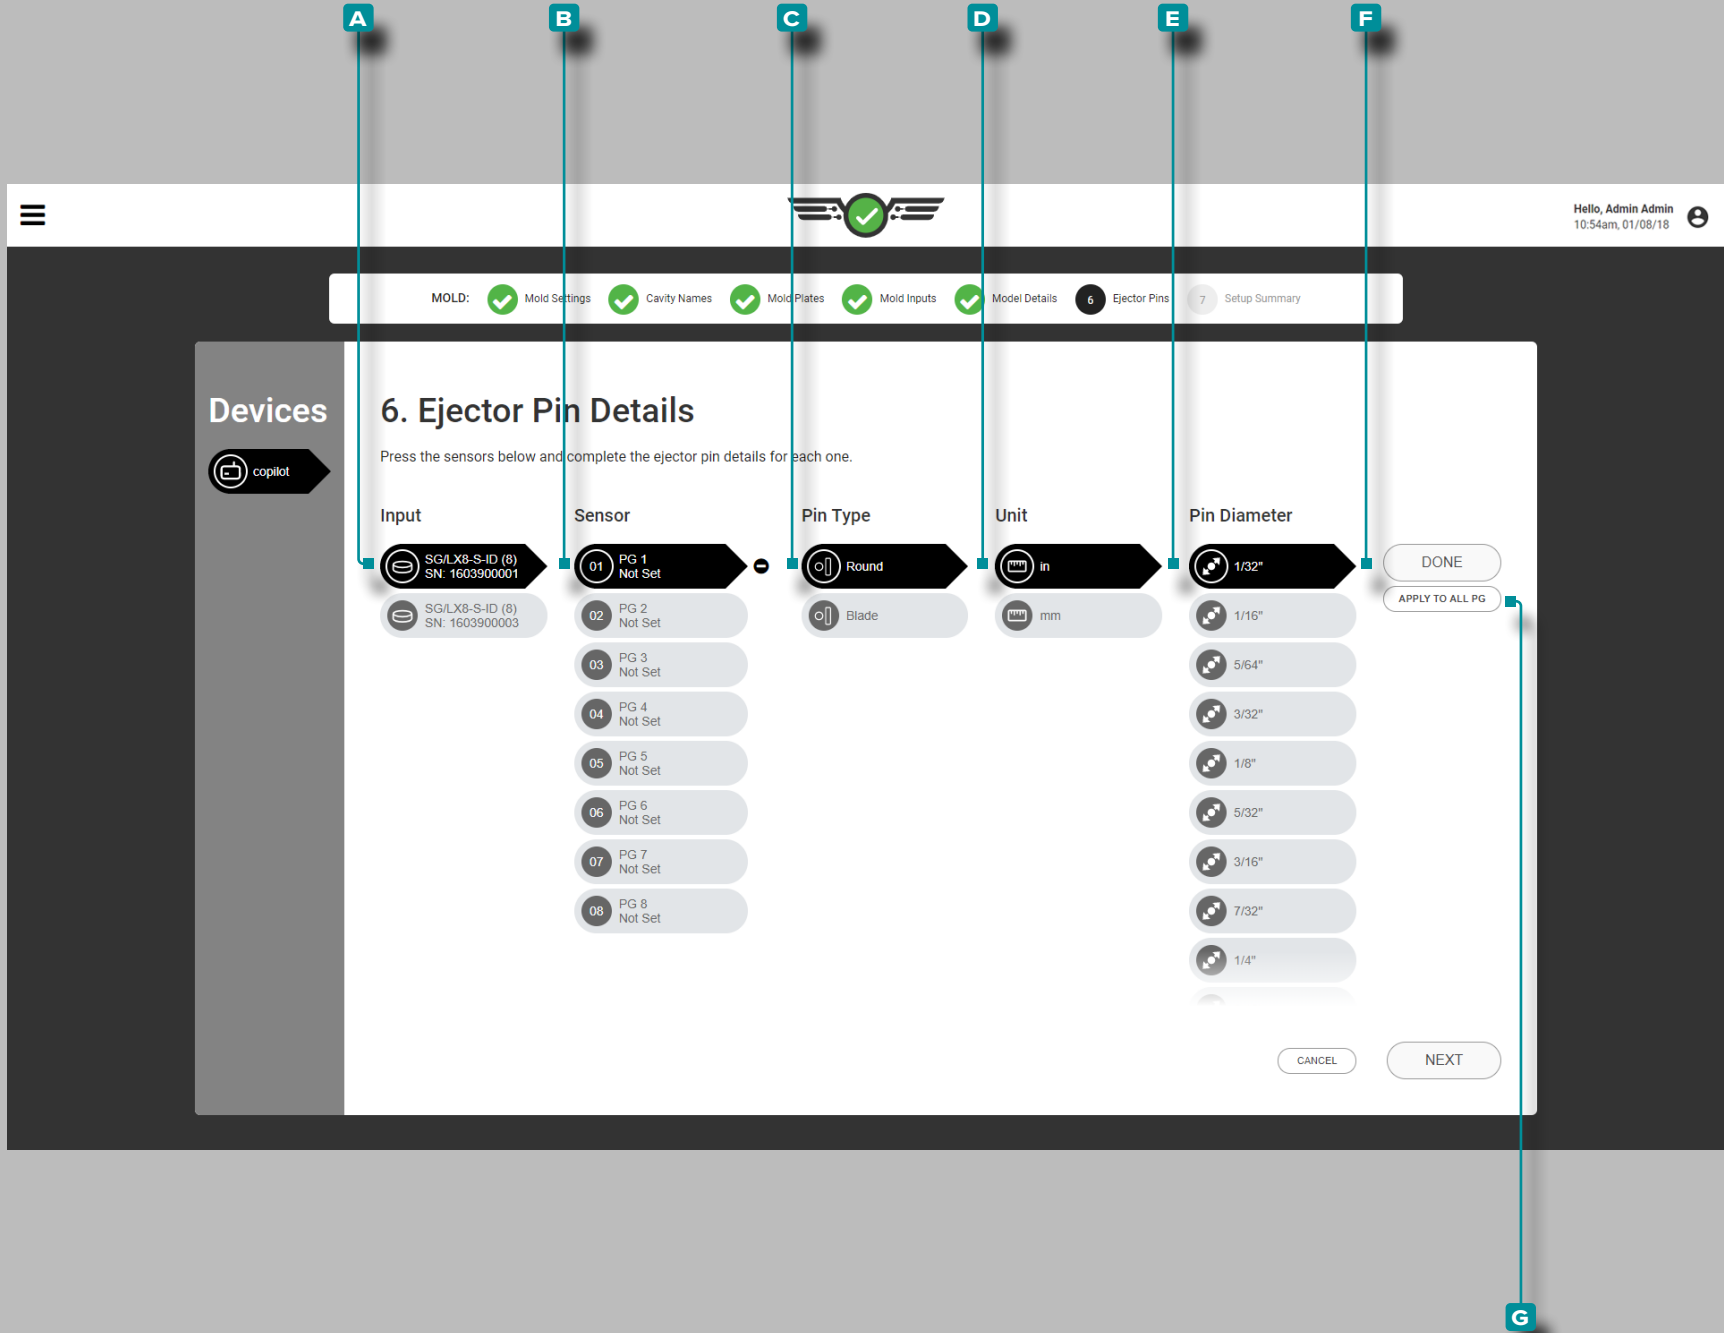 A B C D E F
Hello, Admin Admin
10:54am, 01/08/18
MOLD: Mold Settings Cavity Names Mold Plates Mold Inputs Model Details 6 Ejector Pins 7 Setup Summary
Devices
copilot
6. Ejector Pin Details
Press the sensors below and complete the ejector pin details for each one.
Input
SG/LX8-S-ID (8)
SN: 1603900001
SG/LX8-S-ID (8)
SN: 1603900003
Sensor
01 PG 1
Not Set
02 PG 2
Not Set
03 PG 3
Not Set
04 PG 4
Not Set
05 PG 5
Not Set
06 PG 6
Not Set
07 PG 7
Not Set
08 PG 8
Not Set
Pin Type
Round
Blade
Unit
in
mm
Pin Diameter
1/32"
1/16"
5/64"
3/32"
1/8"
5/32"
3/16"
7/32"
1/4"
DONE
APPLY TO ALL PG
CANCEL
NEXT
G